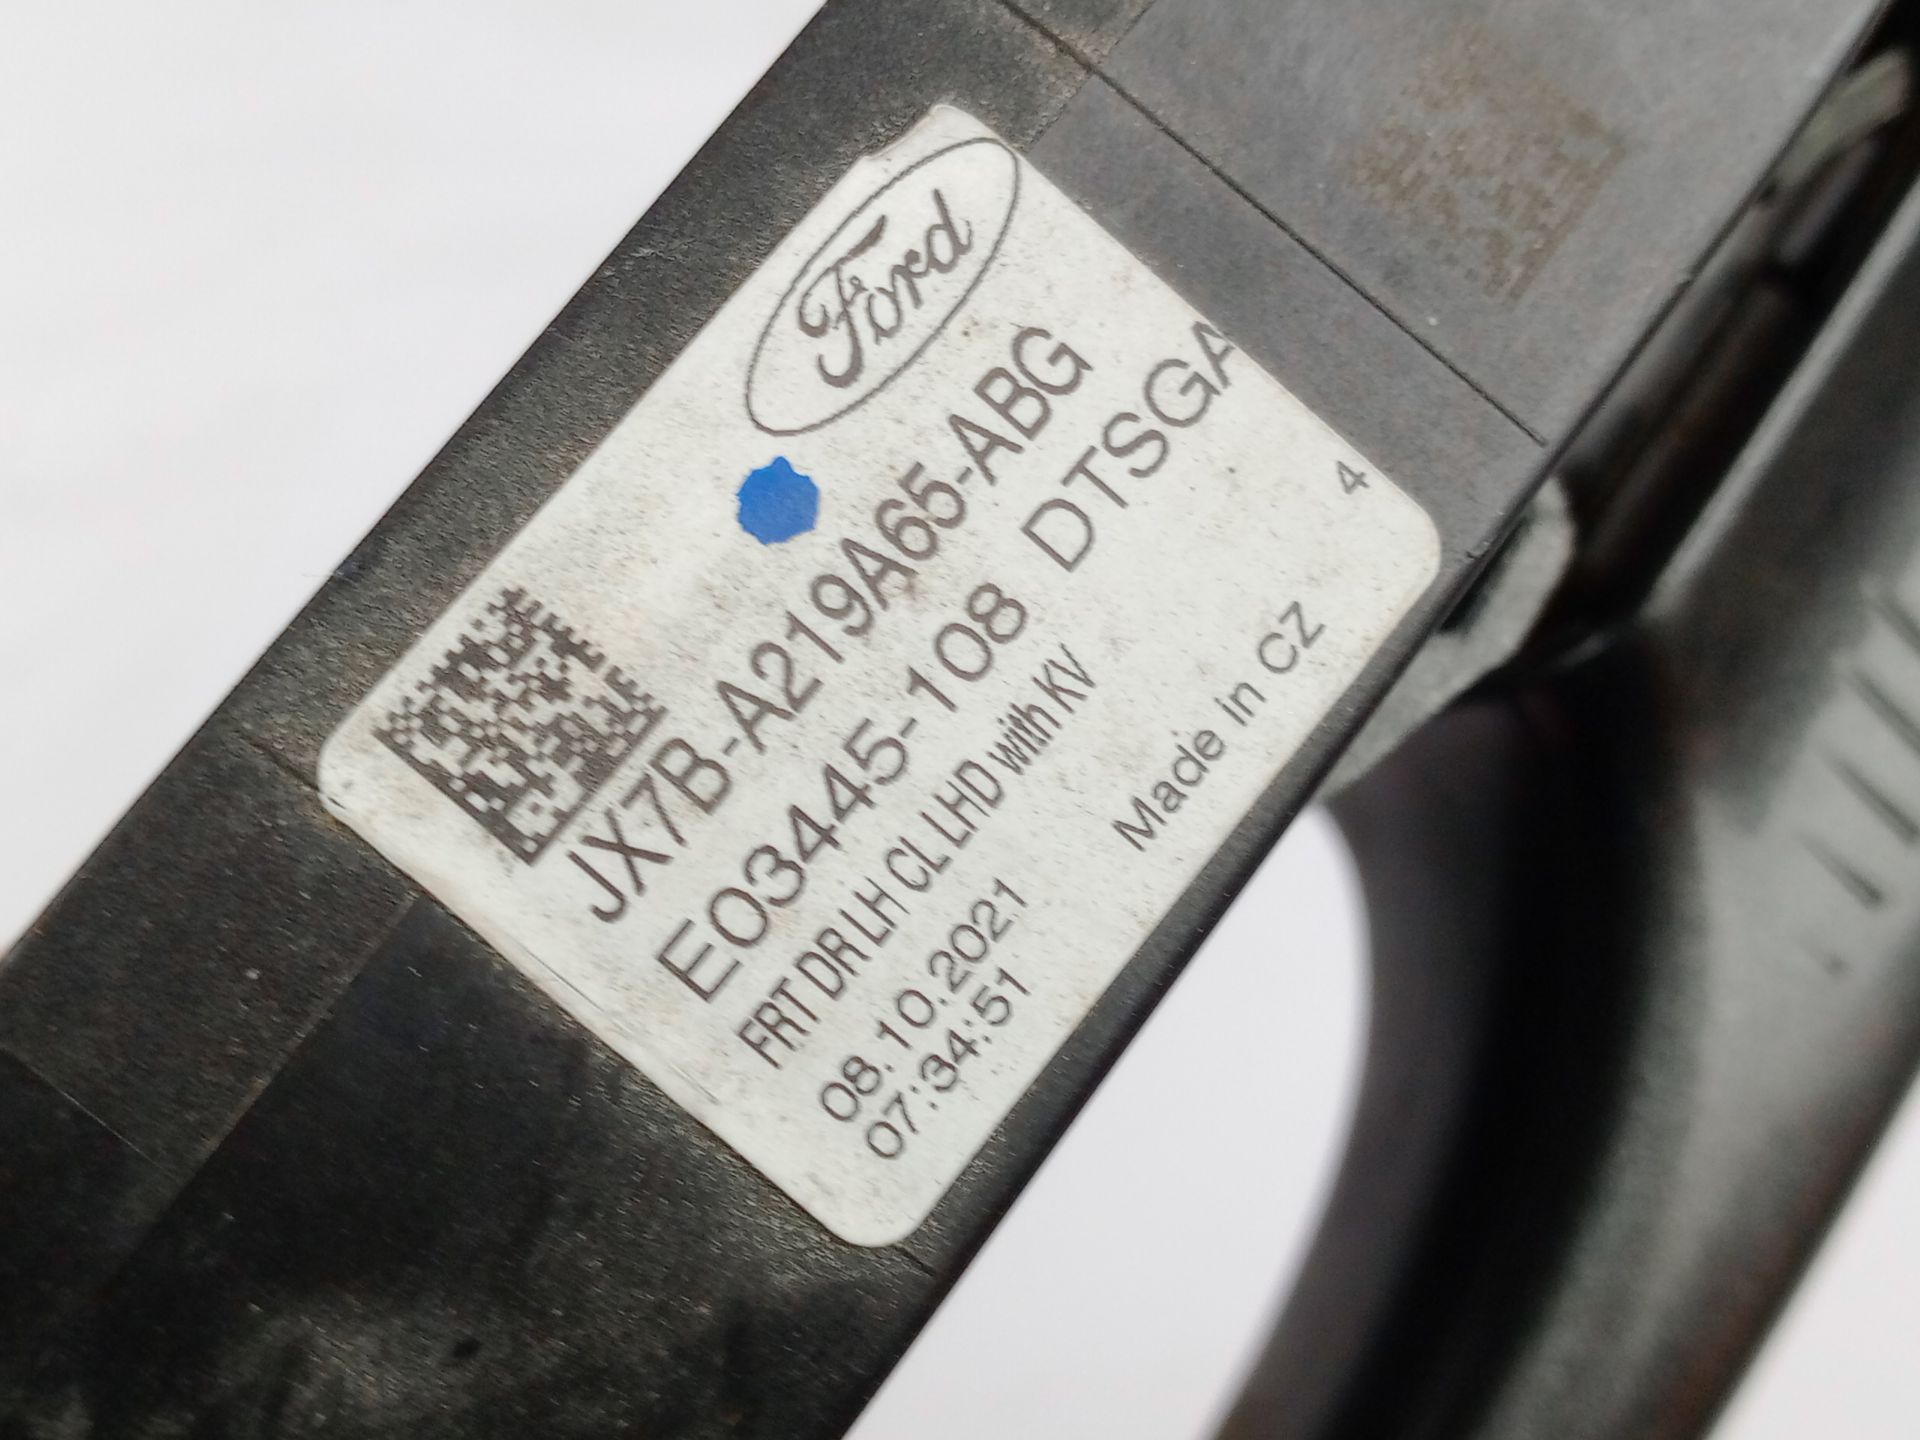 Ford
JX7B-A219A65-ABG
E03445-108 DTSGA
FRT DR LH CL LHD with KV
08.10.2021
07:34:51
Made in CZ
4